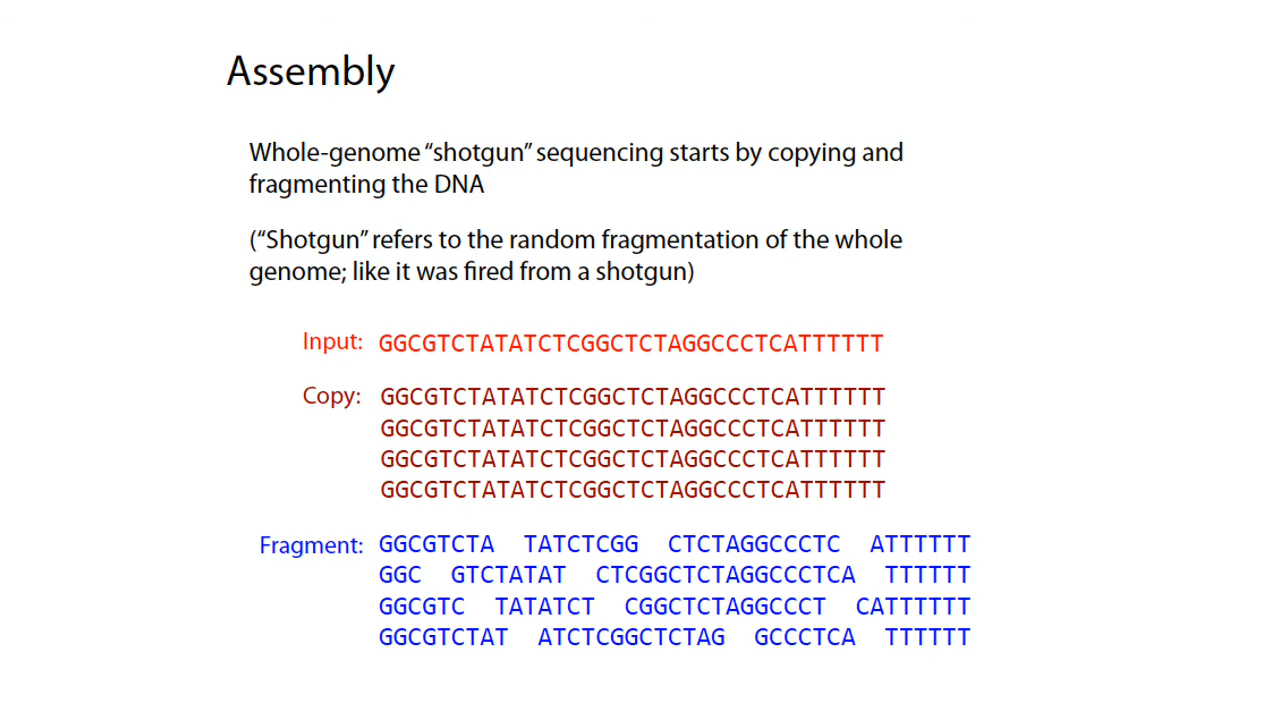 Assembly
Whole-genome “shotgun” sequencing starts by copying and
fragmenting the DNA
(“Shotgun” refers to the random fragmentation of the whole
genome; like it was fired from a shotgun)
Input: GGCGTCTATATCTCGGCTCTAGGCCCTCATTTTTT
Copy: GGCGTCTATATCTCGGCTCTAGGCCCTCATTTTTT
GGCGTCTATATCTCGGCTCTAGGCCCTCATTTTTT
GGCGTCTATATCTCGGCTCTAGGCCCTCATTTTTT
GGCGTCTATATCTCGGCTCTAGGCCCTCATTTTTT
Fragment: GGCGTCTA TATCTCGG CTCTAGGCCCTC ATTTTTT
GGC GTCTATAT CTCGGCTCTAGGCCCTCA TTTTTT
GGCGTC TATATCT CGGCTCTAGGCCCT CATTTTTT
GGCGTCTAT ATCTCGGCTCTAG GCCCTCA TTTTTT